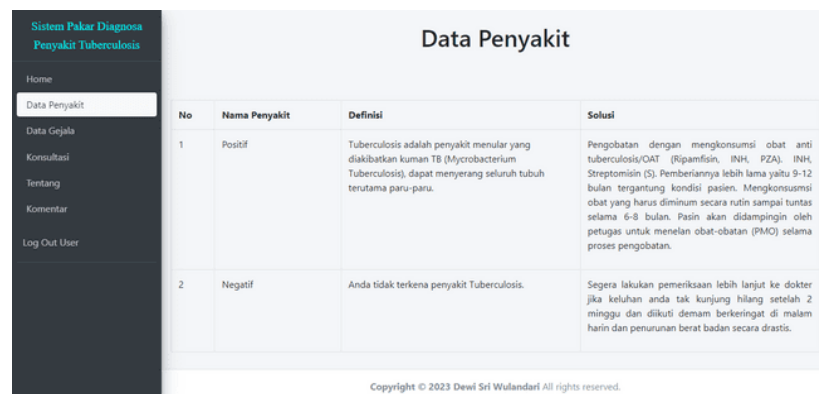 Sistem Pakar Diagnosa
Penyakit Tuberculosis
Home
Data Penyakit
Data Gejala
Konsultasi
Tentang
Komentar
Log Out User
Data Penyakit
No Nama Penyakit Definisi Solusi
1 Positif
Tuberculosis adalah penyakit menular yang
diakibatkan kuman TB (Mycrobacterium
Tuberculosis), dapat menyerang seluruh tubuh
terutama paru-paru.
Pengobatan dengan mengkonsumsi obat anti
tuberculosis/OAT (Ripamfisin, INH, PZA). INH,
Streptomisin (S). Pemberiannya lebih lama yaitu 9-12
bulan tergantung kondisi pasien. Mengkonsusmsi
obat yang harus diminum secara rutin sampai tuntas
selama 6-8 bulan. Pasin akan didampingin oleh
petugas untuk menelan obat-obatan (PMO) selama
proses pengobatan.
2 Negatif
Anda tidak terkena penyakit Tuberculosis.
Segera lakukan pemeriksaan lebih lanjut ke dokter
jika keluhan anda tak kunjung hilang setelah 2
minggu dan diikuti demam berkeringat di malam
harin dan penurunan berat badan secara drastis.
Copyright © 2023 Dewi Sri Wulandari All rights reserved.